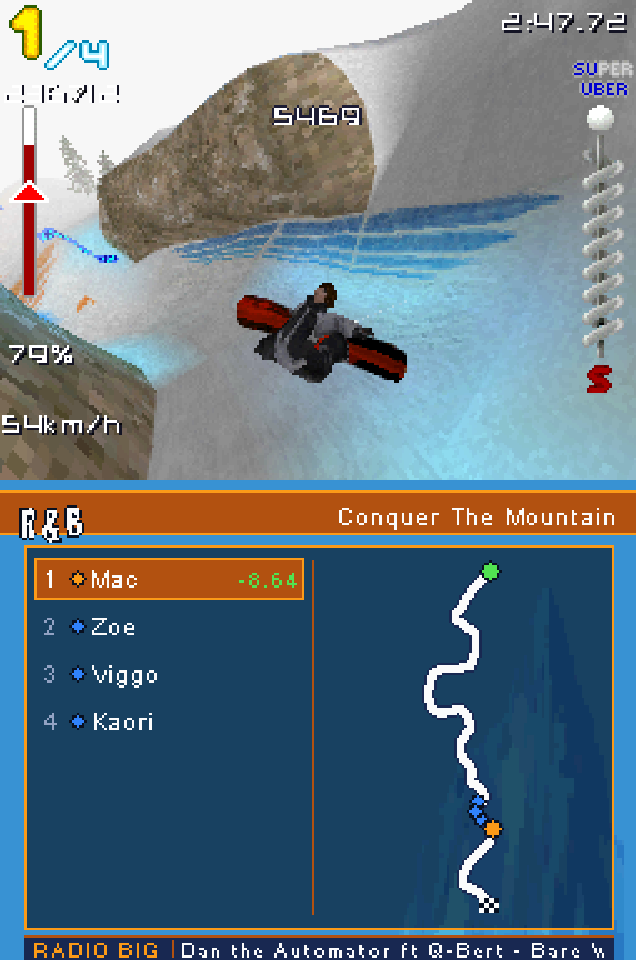 1/4
2:47.72
SUPER
UBER
5469
79%
54km/h
S
R&B
Conquer The Mountain
1 Mac -8.64
2 Zoe
3 Viggo
4 Kaori
RADIO BIG Dan the Automator ft Q-Bert - Bare W